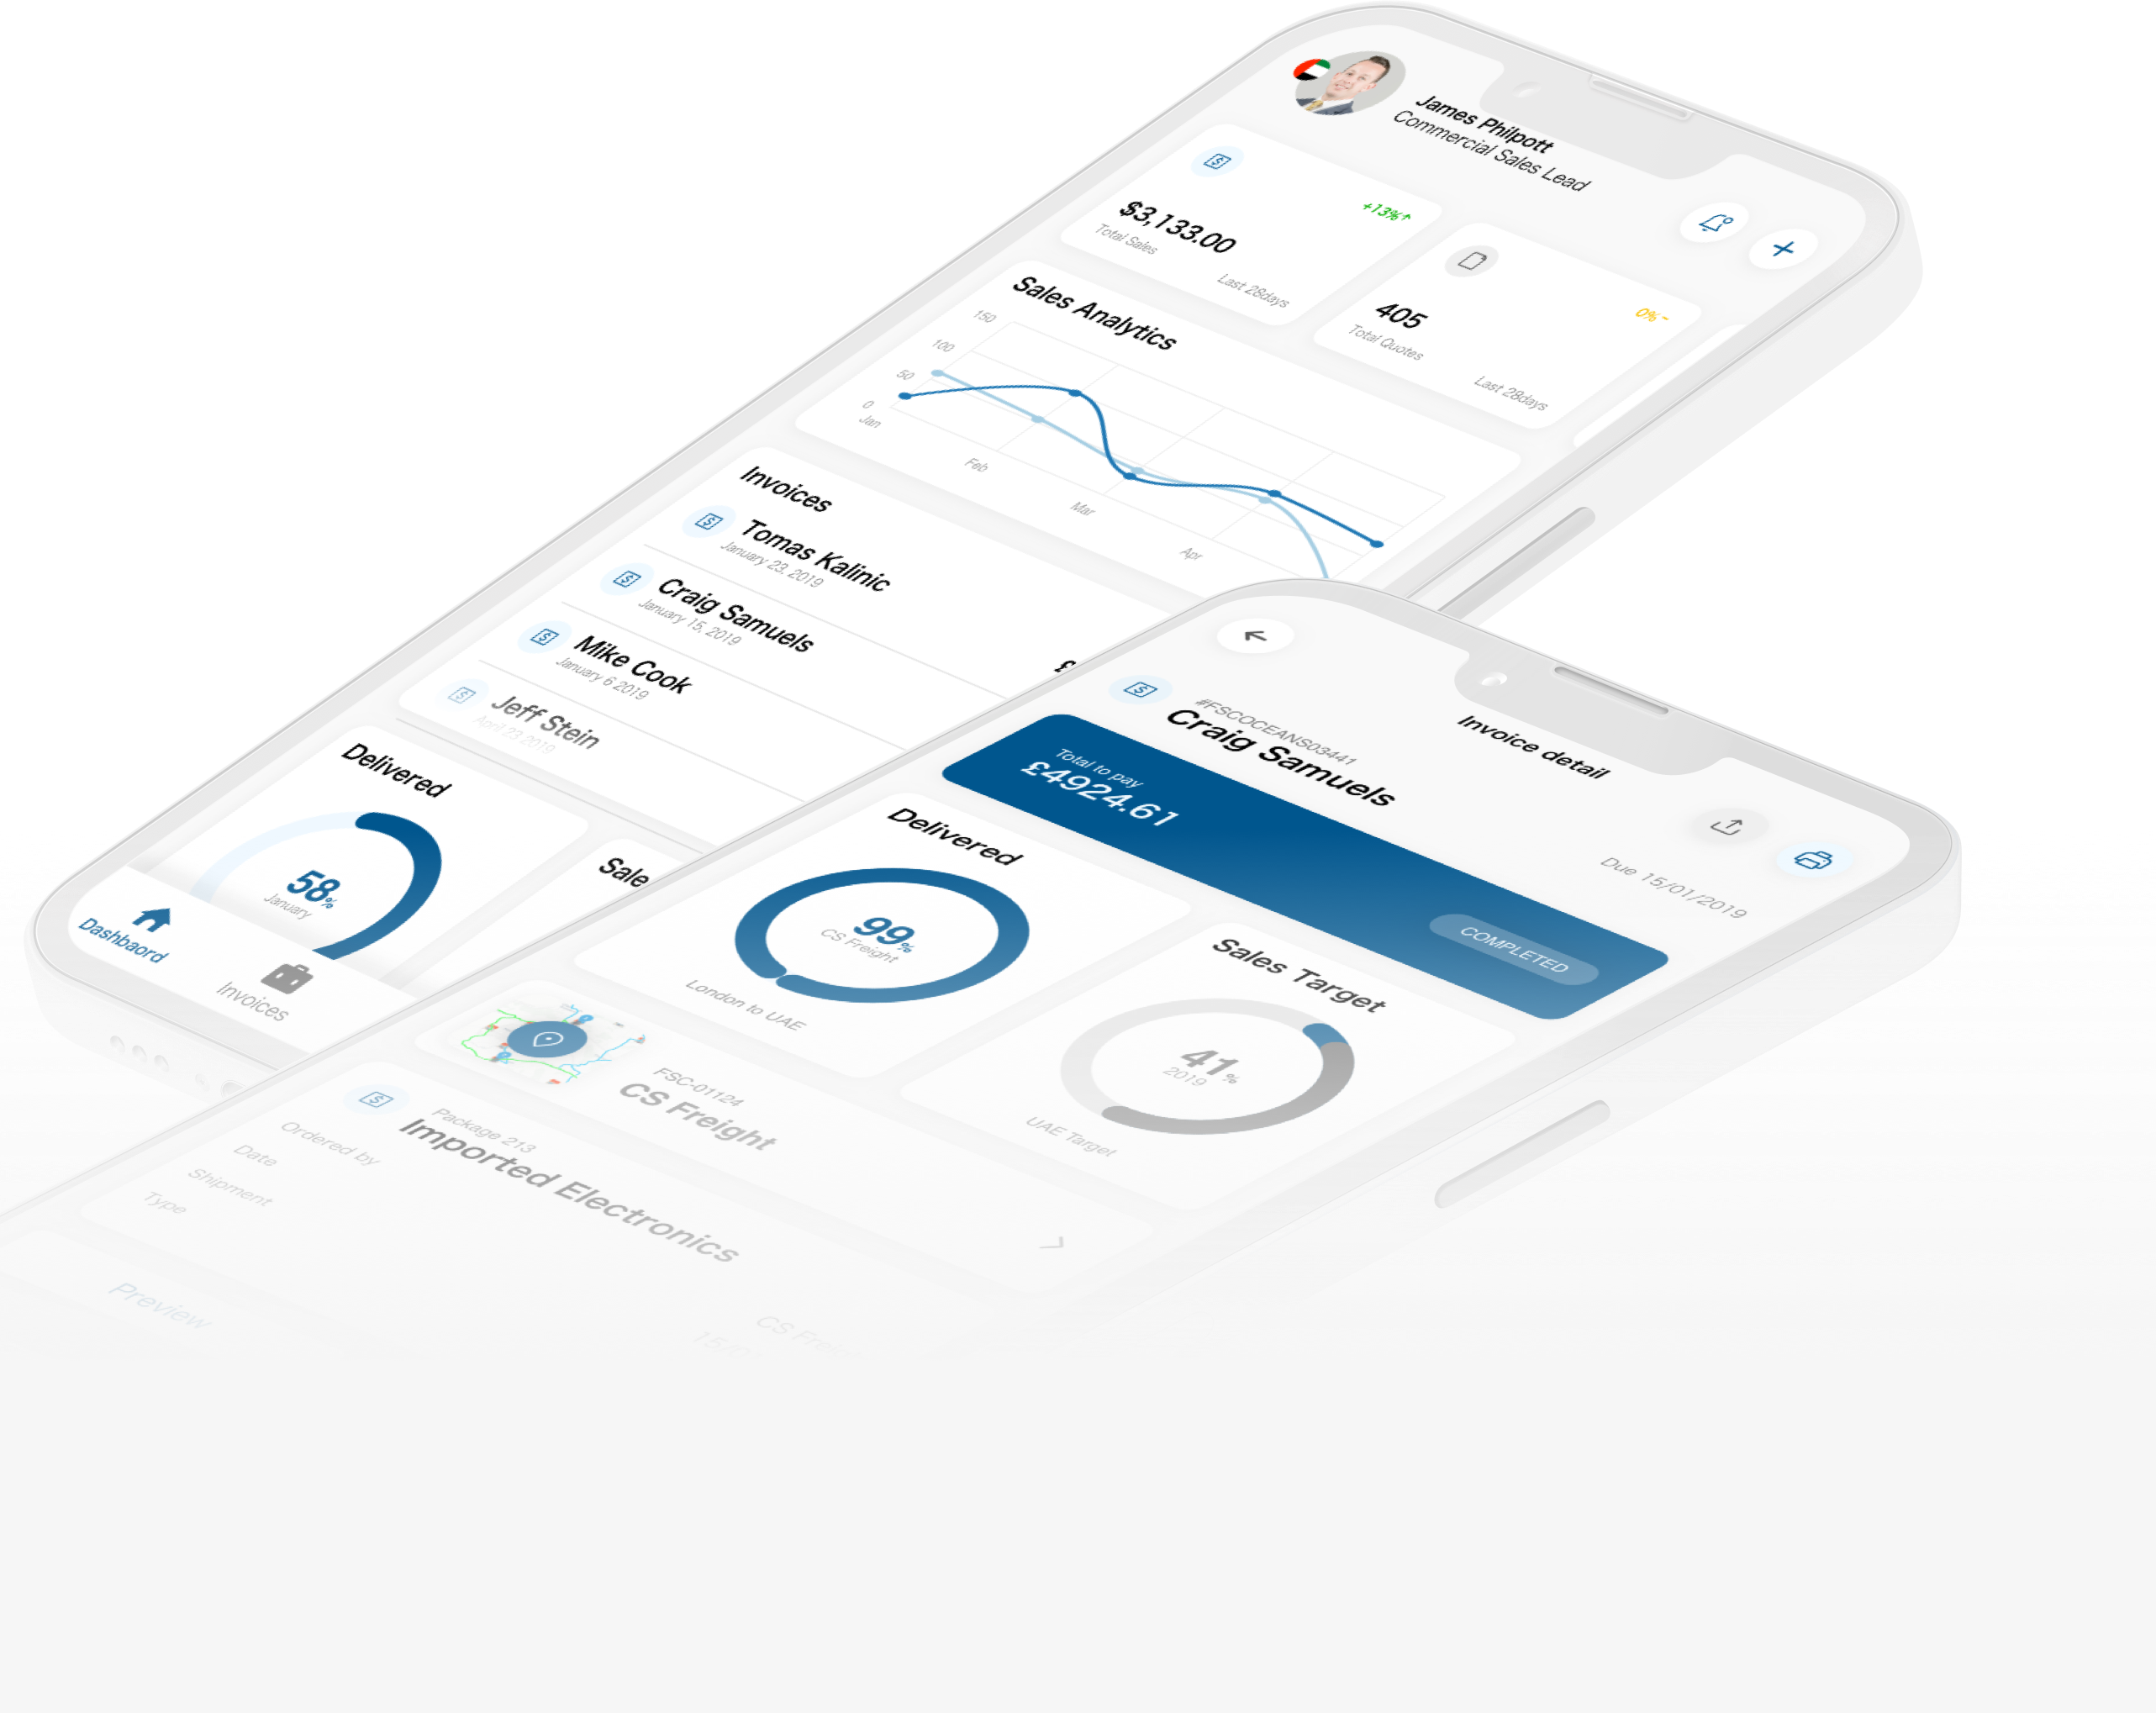 James Philpott
Commercial Sales Lead
+13%
$3,133.00
Total Sales
Last 28days
0% -
405
Total Quotes
Last 28days
Sales Analytics
150
100
50
0
Jan
Feb
Mar
Apr
Invoices
Tomas Kalinic
January 23, 2019
Craig Samuels
January 15, 2019
£
Mike Cook
January 6 2019
Jeff Stein
April 23 2019
Delivered
58%
January
Sale
Dashbaord
Invoices
Invoice detail
#FSCOCEANS03441
Craig Samuels
Due 15/01/2019
Total to pay
£4924.61
COMPLETED
Delivered
99%
CS Freight
London to UAE
Sales Target
41%
2019
UAE Target
FSC-01124
CS Freight
Package 213
Imported Electronics
Ordered by
CS Freight
Date
Shipment
Type
Preview